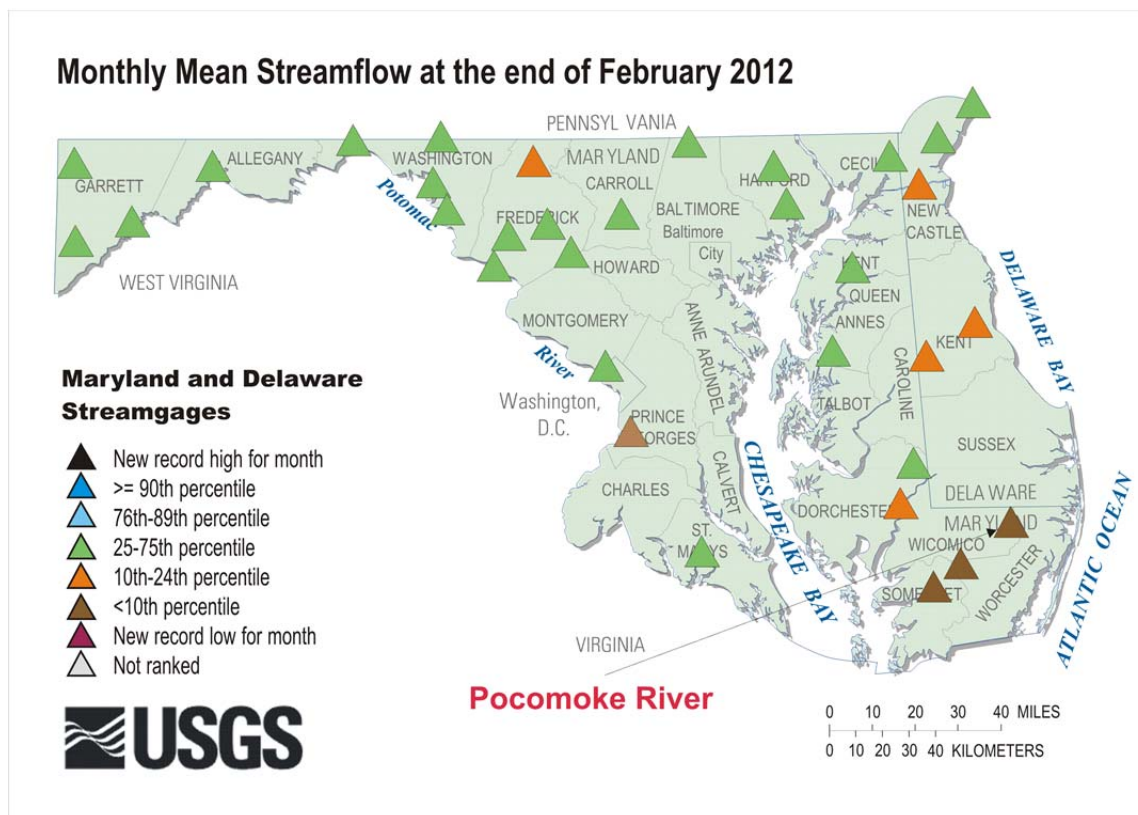 Monthly Mean Streamflow at the end of February 2012
PENNSYL VANIA
GARRETT
ALLEGANY
WASHINGTON
MARYLAND
CARROLL
HARFORD
CECIL
Potomac
FREDERICK
BALTIMORE
Baltimore
City
NEW
CASTLE
WEST VIRGINIA
HOWARD
KENT
QUEEN
ANNES
MONTGOMERY
ANNE ARUNDEL
KENT
DELAWARE BAY
River
CAROLINE
TALBOT
Washington,
D.C.
PRINCE
GEORGES
CALVERT
CHESAPEAKE BAY
SUSSEX
CHARLES
DORCHESTER
DELAWARE
MARYLAND
ST.
MARYS
WICOMICO
SOMERSET
WORCESTER
ATLANTIC OCEAN
VIRGINIA
Pocomoke River
Maryland and Delaware
Streamgages
New record high for month
>= 90th percentile
76th-89th percentile
25-75th percentile
10th-24th percentile
<10th percentile
New record low for month
Not ranked
USGS
0 10 20 30 40 MILES
0 10 20 30 40 KILOMETERS